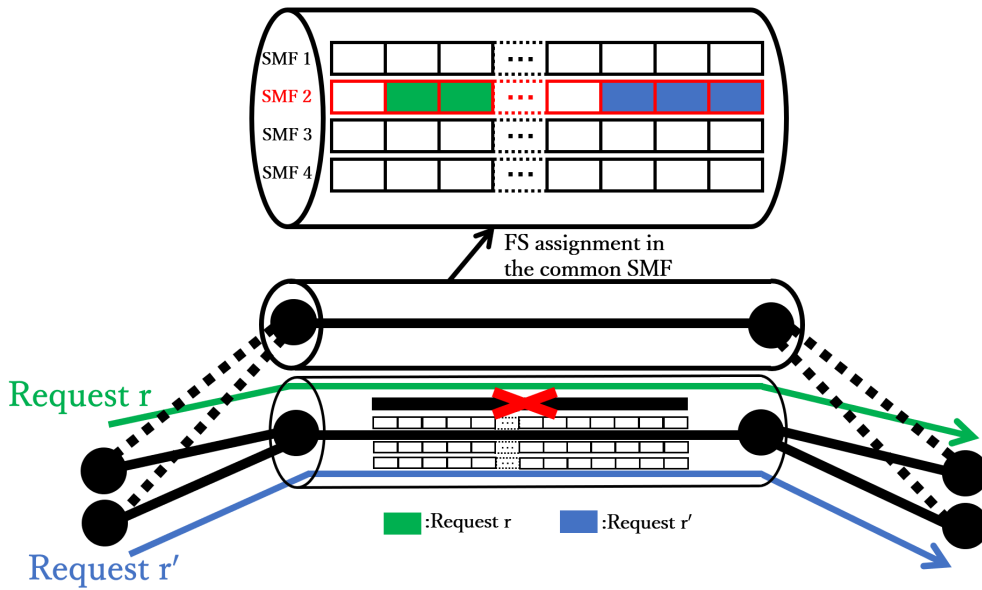 SMF 1
SMF 2
SMF 3
SMF 4
FS assignment in
the common SMF
Request r
:Request r
:Request r′
Request r′